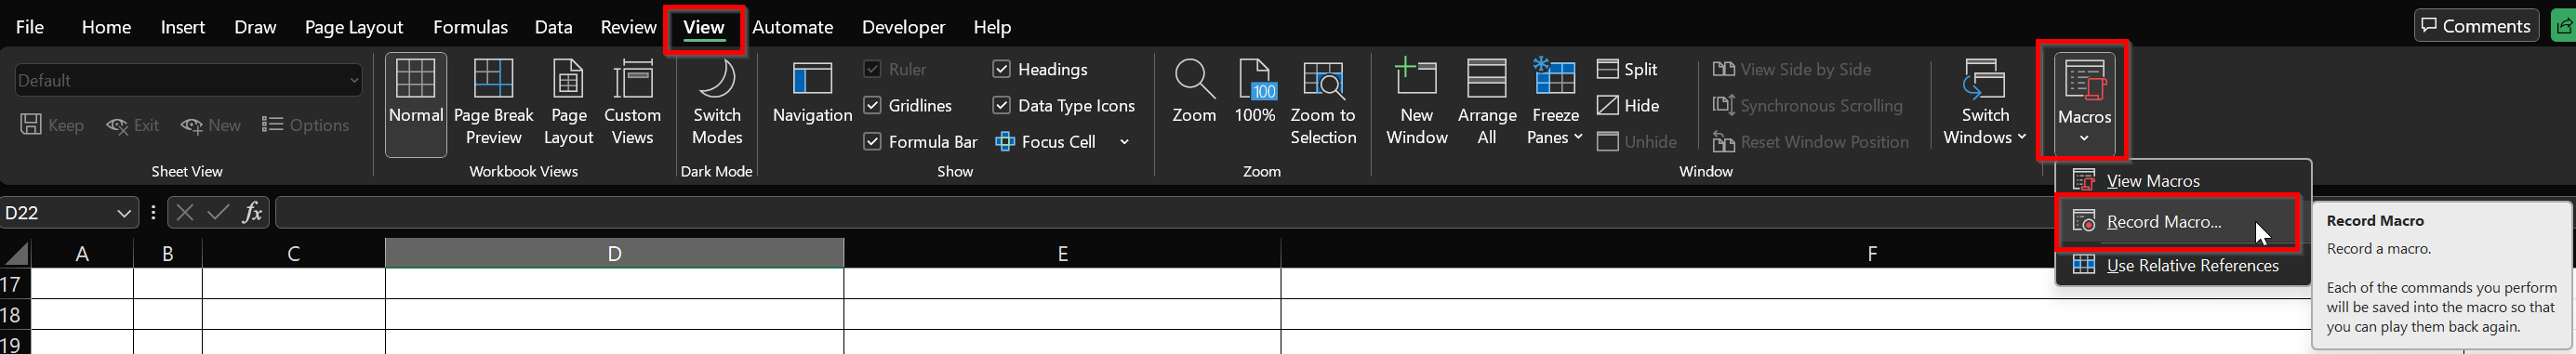 File Home Insert Draw Page Layout Formulas Data Review View Automate Developer Help Comments
Default
Keep Exit New Options
Sheet View
Normal
Page Break Preview
Page Layout
Custom Views
Workbook Views
Switch Modes
Dark Mode
Navigation
Ruler
Gridlines
Formula Bar
Headings
Data Type Icons
Focus Cell
Show
Zoom
100
100%
Zoom to Selection
Zoom
New Window
Arrange All
Freeze Panes
Split
Hide
Unhide
View Side by Side
Synchronous Scrolling
Reset Window Position
Switch Windows
Window
Macros
View Macros
Record Macro...
Use Relative References
Record Macro
Record a macro.
Each of the commands you perform
will be saved into the macro so that
you can play them back again.
D22
fx
A B C D E F
17
18
19